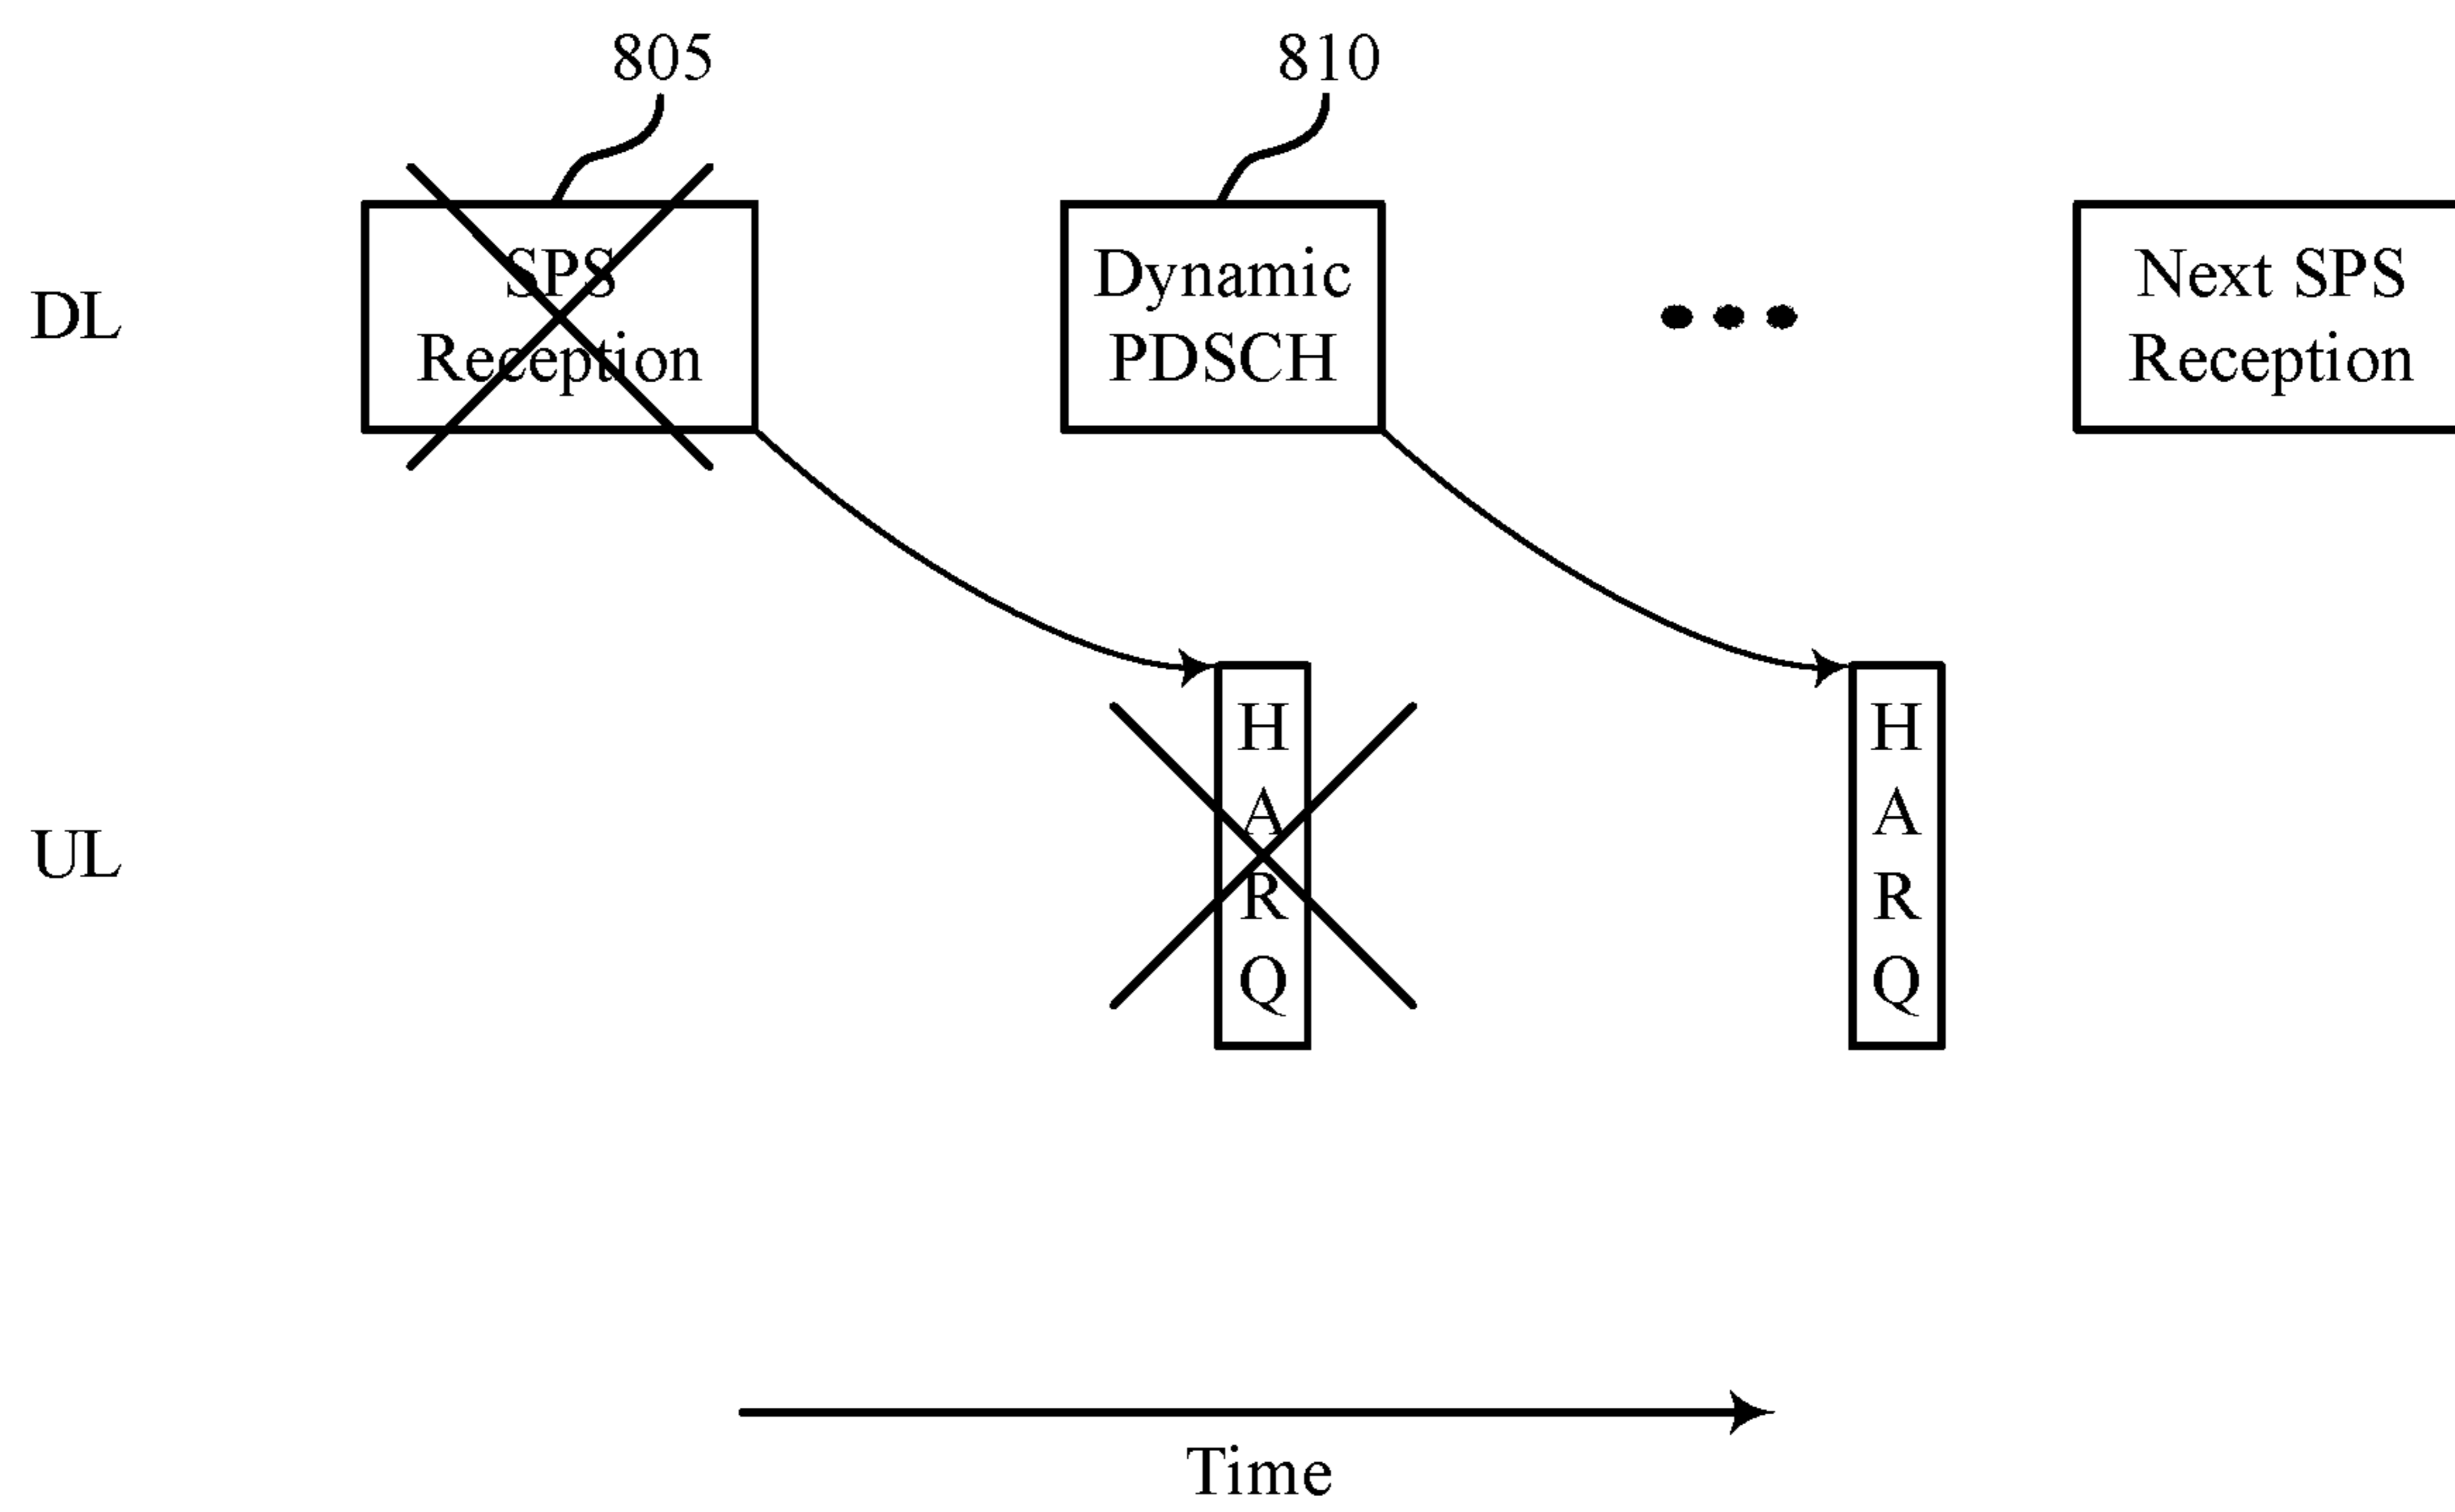 805
810
DL
SPS
Reception
Dynamic
PDSCH
Next SPS
Reception
UL
H
A
R
Q
H
A
R
Q
Time